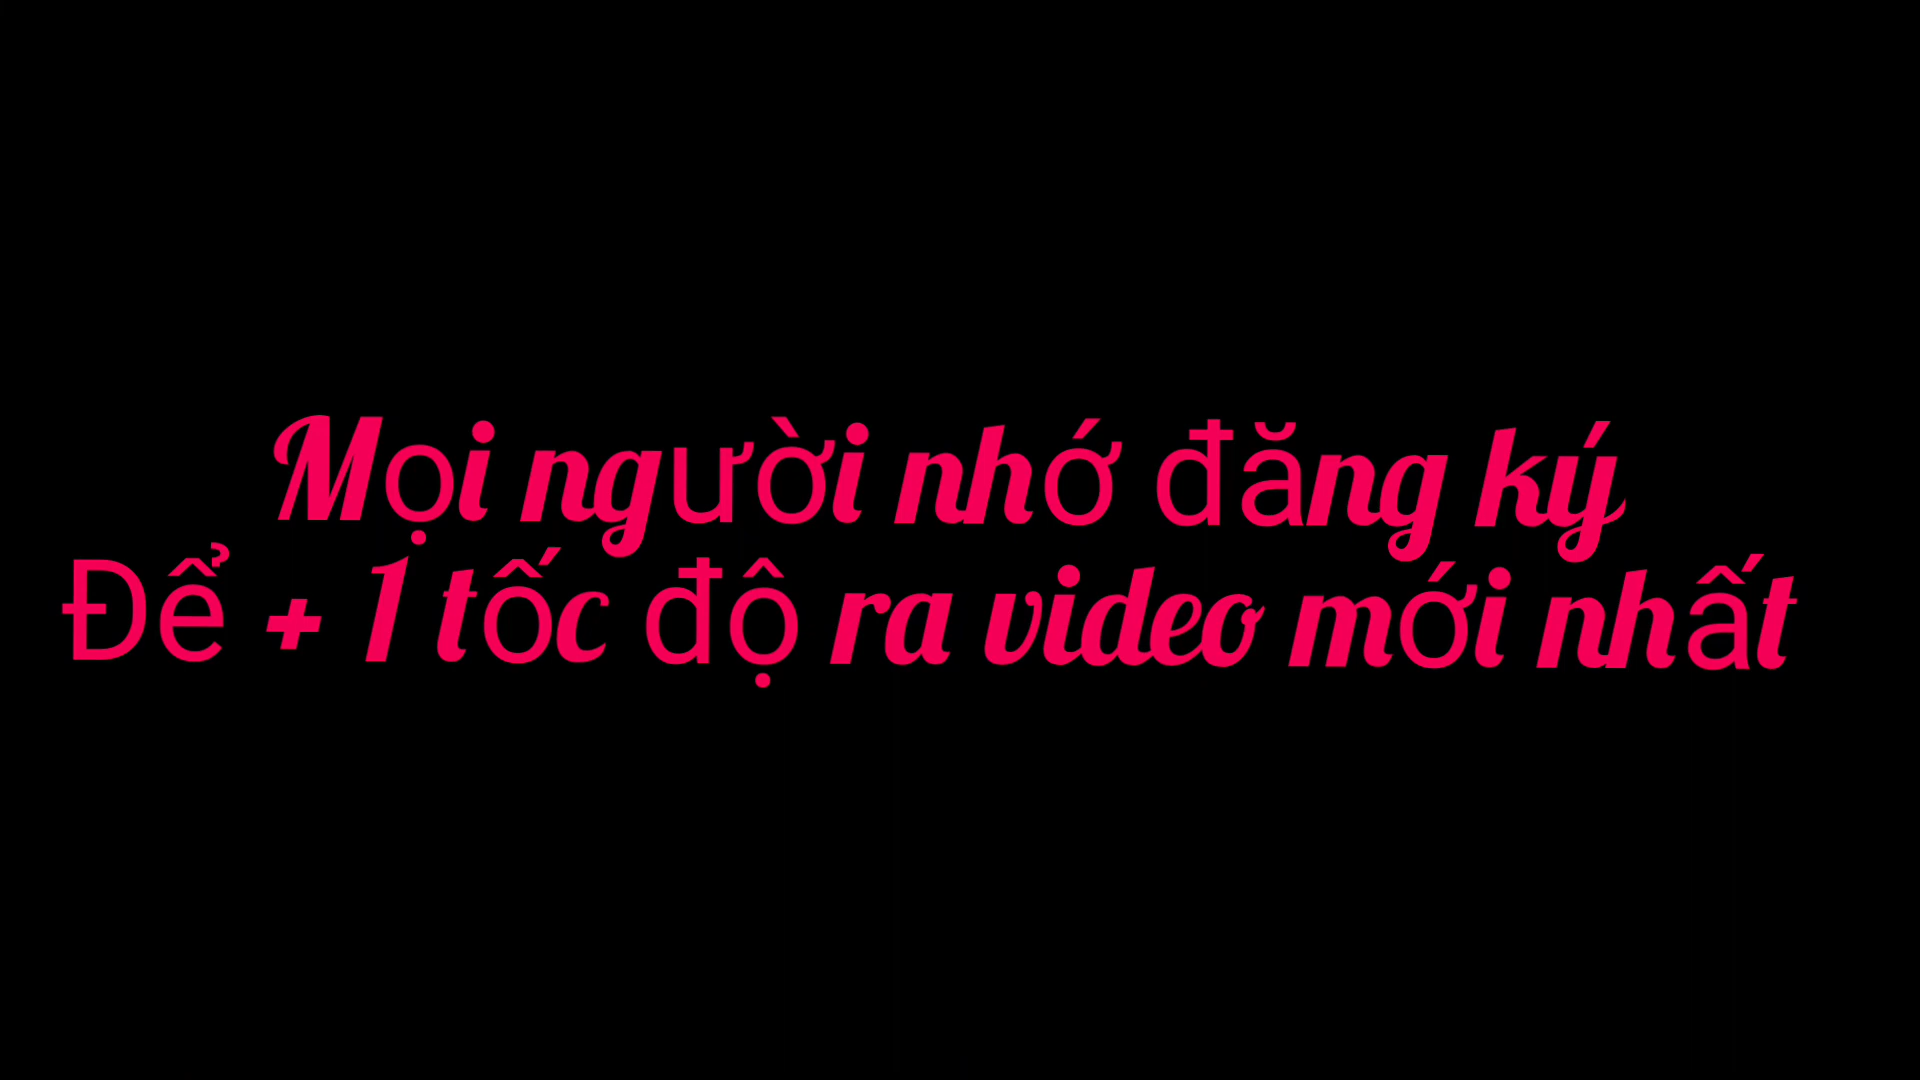 Mọi người nhớ đăng ký
Để + 1 tốc độ ra video mới nhất